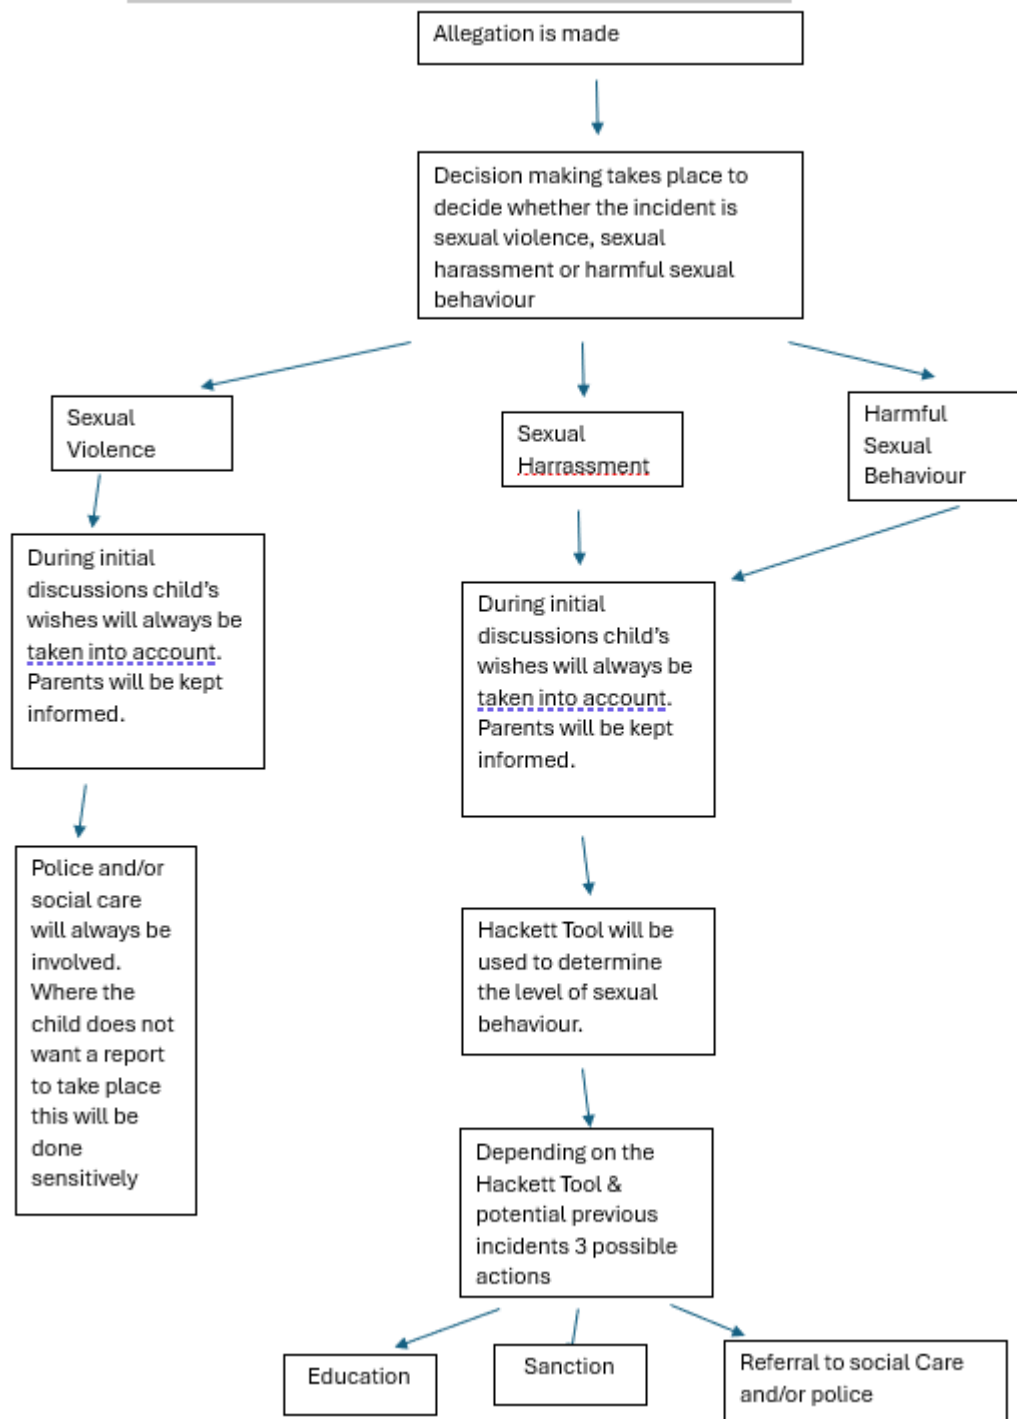 Allegation is made
Decision making takes place to
decide whether the incident is
sexual violence, sexual
harassment or harmful sexual
behaviour
Sexual
Violence
Sexual
Harrassment
Harmful
Sexual
Behaviour
During initial
discussions child's
wishes will always be
taken into account.
Parents will be kept
informed.
During initial
discussions child's
wishes will always be
taken into account.
Parents will be kept
informed.
Police and/or
social care
will always be
involved.
Where the
child does not
want a report
to take place
this will be
done
sensitively
Hackett Tool will be
used to determine
the level of sexual
behaviour.
Depending on the
Hackett Tool &
potential previous
incidents 3 possible
actions
Education
Sanction
Referral to social Care
and/or police